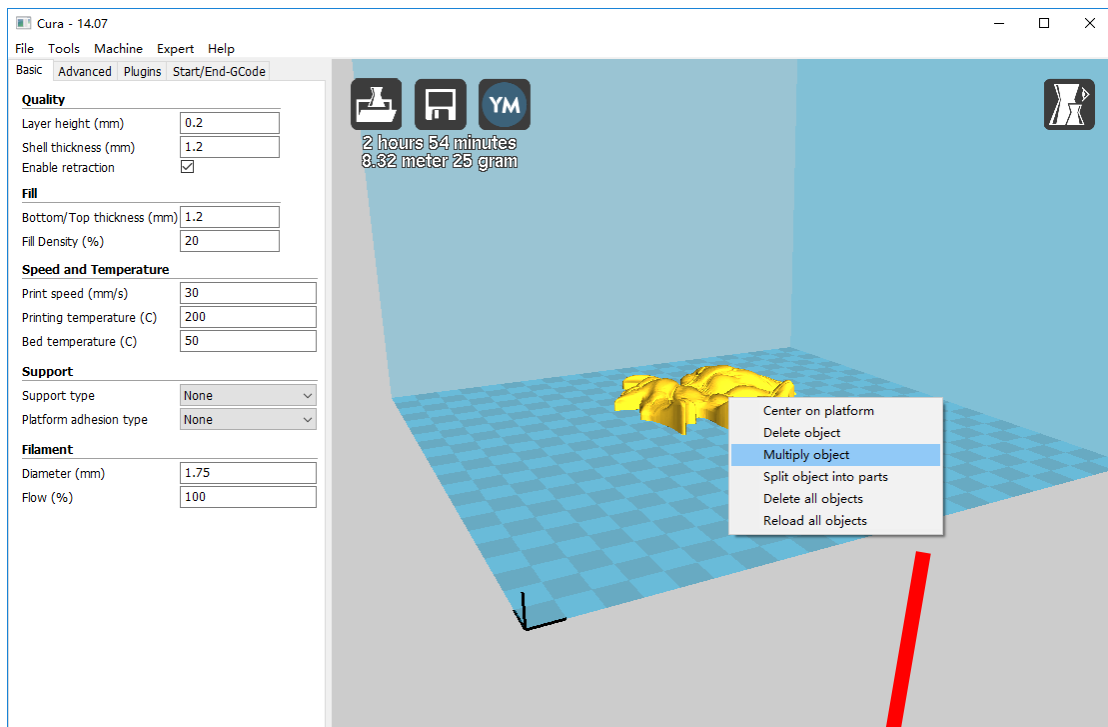 Cura - 14.07
File Tools Machine Expert Help
Basic Advanced Plugins Start/End-GCode
Quality
Layer height (mm) 0.2
Shell thickness (mm) 1.2
Enable retraction
Fill
Bottom/Top thickness (mm) 1.2
Fill Density (%) 20
Speed and Temperature
Print speed (mm/s) 30
Printing temperature (C) 200
Bed temperature (C) 50
Support
Support type None
Platform adhesion type None
Filament
Diameter (mm) 1.75
Flow (%) 100
YM
2 hours 54 minutes
8.32 meter 25 gram
Center on platform
Delete object
Multiply object
Split object into parts
Delete all objects
Reload all objects